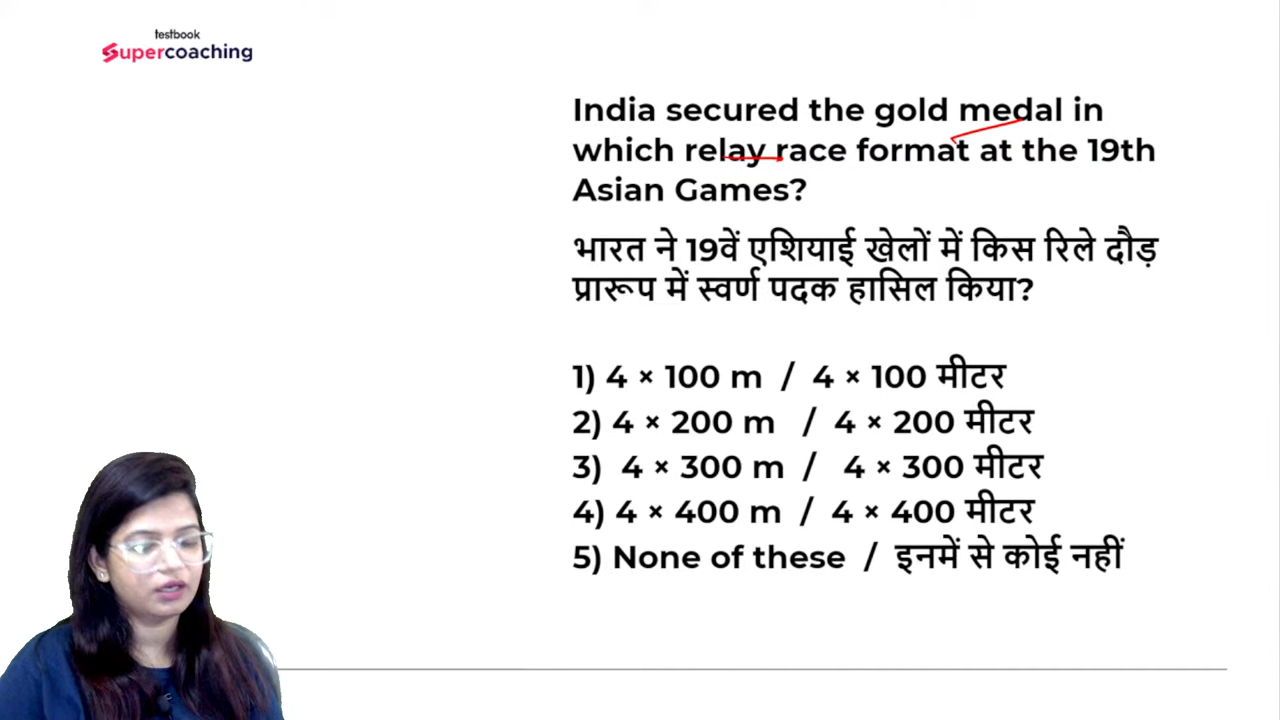 testbook
Supercoaching
India secured the gold medal in
which relay race format at the 19th
Asian Games?
भारत ने 19वें एशियाई खेलों में किस रिले दौड़
प्रारूप में स्वर्ण पदक हासिल किया?
1) 4 × 100 m / 4 × 100 मीटर
2) 4 × 200 m / 4 × 200 मीटर
3) 4 × 300 m / 4 × 300 मीटर
4) 4 × 400 m / 4 × 400 मीटर
5) None of these / इनमें से कोई नहीं